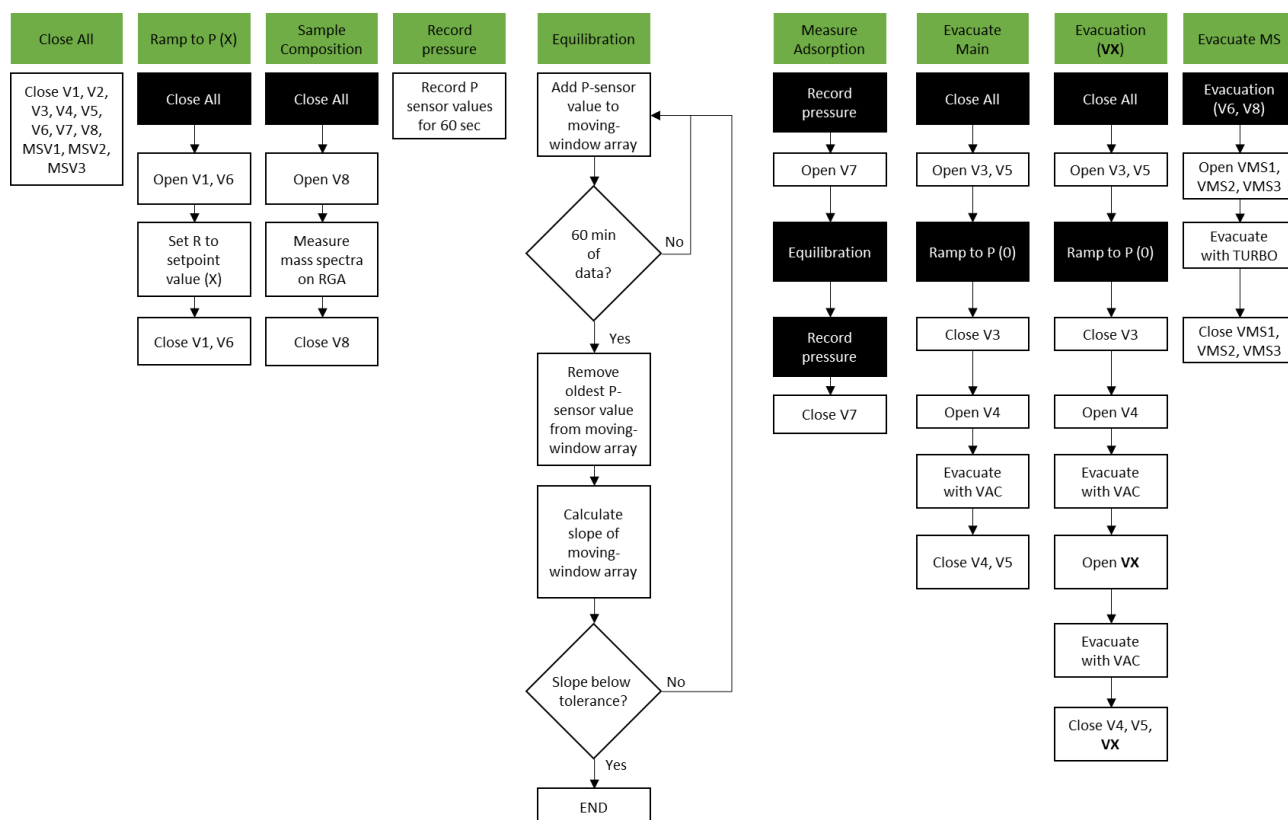 Close All
Close V1, V2,
V3, V4, V5,
V6, V7, V8,
MSV1, MSV2,
MSV3
Ramp to P (X)
Close All
Open V1, V6
Set R to
setpoint
value (X)
Close V1, V6
Sample
Composition
Close All
Open V8
Measure
mass spectra
on RGA
Close V8
Record
pressure
Record P
sensor values
for 60 sec
Equilibration
Add P-sensor
value to
moving-
window array
60 min
of
data?
No
Yes
Remove
oldest P-
sensor value
from moving-
window array
Calculate
slope of
moving-
window array
Slope below
tolerance?
No
Yes
END
Measure
Adsorption
Record
pressure
Open V7
Equilibration
Record
pressure
Close V7
Evacuate
Main
Close All
Open V3, V5
Ramp to P (0)
Close V3
Open V4
Evacuate
with VAC
Close V4, V5
Evacuation
(VX)
Close All
Open V3, V5
Ramp to P (0)
Close V3
Open V4
Evacuate
with VAC
Open VX
Evacuate
with VAC
Close V4, V5,
VX
Evacuate MS
Evacuation
(V6, V8)
Open VMS1,
VMS2, VMS3
Evacuate
with TURBO
Close VMS1,
VMS2, VMS3